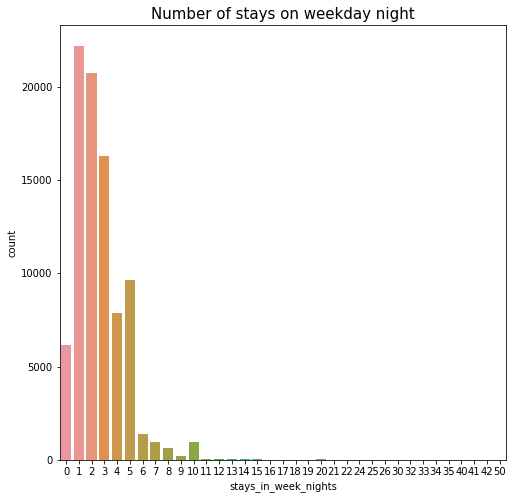 Number of stays on weekday night
20000
15000
10000
5000
0
count
0 1 2 3 4 5 6 7 8 9 10 11 12 13 14 15 16 17 18 19 20 21 22 24 25 26 30 32 33 34 35 40 41 42 50
stays_in_week_nights